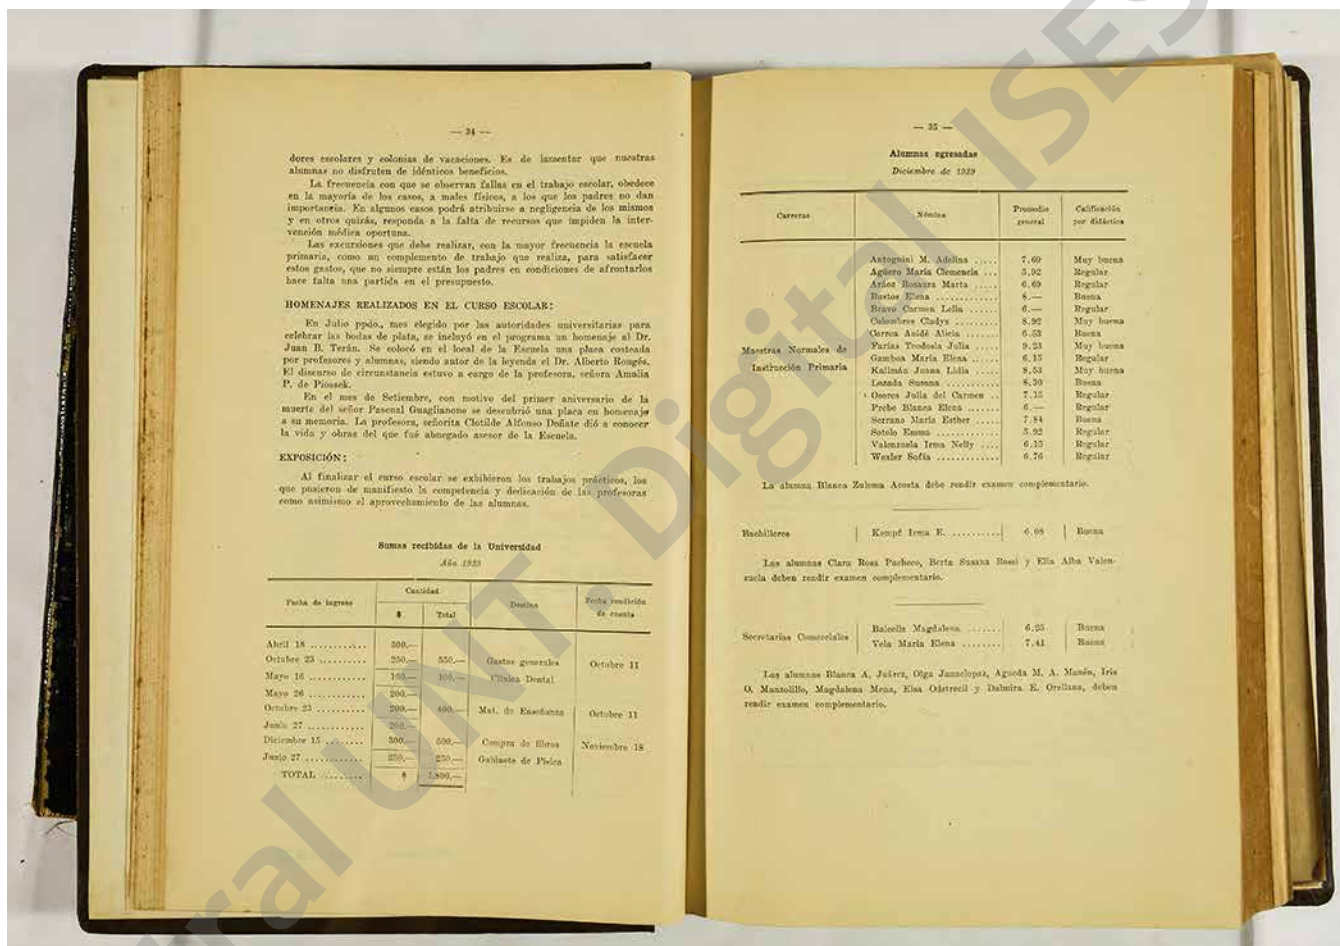 — 34 —
dores escolares y colonias de vacaciones. Es de lamentar que nuestras
alumnas no disfruten de idénticos beneficios.
La frecuencia con que se observan fallas en el trabajo escolar, obedece
en la mayoría de los casos, a males físicos, a los que los padres no dan
importancia. En algunos casos podrá atribuirse a negligencia de los mismos
y en otros quizás, responda a la falta de recursos que impiden la inter-
vención médica oportuna.
Las excursiones que debe realizar, con la mayor frecuencia la escuela
primaria, como un complemento de trabajo que realiza, para satisfacer
estos gastos, que no siempre están los padres en condiciones de afrontarlos
hace falta una partida en el presupuesto.
HOMENAJES REALIZADOS EN EL CURSO ESCOLAR:
En Julio ppdo., mes elegido por las autoridades universitarias para
celebrar las bodas de plata, se incluyó en el programa un homenaje al Dr.
Juan B. Terán. Se colocó en el local de la Escuela una placa costeada
por profesores y alumnas, siendo autor de la leyenda el Dr. Alberto Rougés.
El discurso de circunstancia estuvo a cargo de la profesora, señora Amalia
P. de Piossek.
En el mes de Setiembre, con motivo del primer aniversario de la
muerte del señor Pascual Guaglianone se descubrió una placa en homenaje
a su memoria. La profesora, señorita Clotilde Alfonso Doñate dió a conocer
la vida y obras del que fué abnegado asesor de la Escuela.
EXPOSICIÓN:
Al finalizar el curso escolar se exhibieron los trabajos prácticos, los
que pusieron de manifiesto la competencia y dedicación de las profesoras
como asimismo el aprovechamiento de las alumnas.
Sumas recibidas de la Universidad
Año 1939
Fecha de ingreso Cantidad $ Total Destino Fecha rendición de cuenta
Abril 18 ........... 300.—
Octubre 23 .......... 250.— 550.— Gastos generales Octubre 11
Mayo 16 ............ 100.— 100.— Clínica Dental
Mayo 26 ............ 200.—
Octubre 23 .......... 200.— 400.— Mat. de Enseñanza Octubre 11
Junio 27 ............ 200.—
Diciembre 15 ........ 300.— 500.— Compra de libros Noviembre 18
Junio 27 ............ 250.— 250.— Gabinete de Física
TOTAL ........ $ 1.800,—
— 35 —
Alumnas egresadas
Diciembre de 1939
Carreras Nómina Promedio general Calificación por didáctica
Maestras Normales de Instrucción Primaria
Antognini M. Adelina ..... 7.69 Muy buena
Agüero María Clemencia ... 5.92 Regular
Aráoz Rosaura Marta ..... 6.69 Regular
Bustos Elena ............ 8.— Buena
Bravo Carmen Lelia ...... 6.— Regular
Colombres Cladys ......... 8.92 Muy buena
Correa Anidé Alicia ...... 6.53 Buena
Farías Teodosia Julia .... 9.23 Muy buena
Gamboa María Elena ...... 6,15 Regular
Kalimán Juana Lidia ..... 8,53 Muy buena
Lozada Susana ........... 8.30 Buena
Osores Julia del Carmen .. 7.15 Regular
Prebe Blanca Elena ....... 6.— Regular
Serrano María Esther ..... 7.84 Buena
Sotelo Emma ............. 5.92 Regular
Valenzuela Irma Nelly .... 6.15 Regular
Wexler Sofía ............ 6.76 Regular
La alumna Blanca Zulema Acosta debe rendir examen complementario.
Bachilleres Kempf Irma E. .......... 6.08 Buena
Las alumnas Clara Rosa Pacheco, Berta Susana Rossi y Elia Alba Valen-
zuela deben rendir examen complementario.
Secretarias Comerciales
Balcells Magdalena ....... 6.25 Buena
Vela María Elena ........ 7.41 Buena
Las alumnas Blanca A. Juárez, Olga Jannelopaz, Agueda M. A. Manén, Iris
O. Manzolillo, Magdalena Mena, Elsa Odstrecil y Dalmira E. Orellana, deben
rendir examen complementario.
ral UNT. Digital ISES